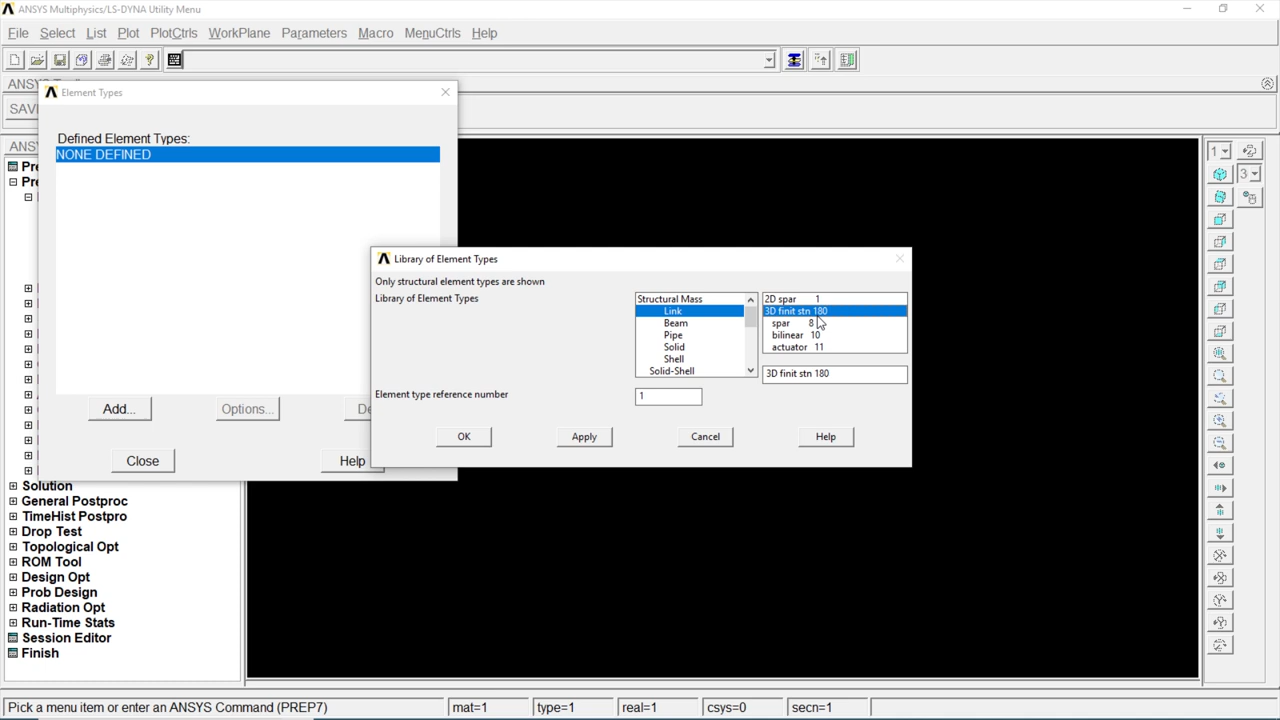 ANSYS Multiphysics/LS-DYNA Utility Menu
File Select List Plot PlotCtrls WorkPlane Parameters Macro MenuCtrls Help
ANSYS
Element Types
Defined Element Types:
NONE DEFINED
Library of Element Types
Only structural element types are shown
Library of Element Types
Structural Mass
Link
Beam
Pipe
Solid
Shell
Solid-Shell
2D spar 1
3D finit stn 180
spar 8
bilinear 10
actuator 11
3D finit stn 180
Element type reference number
1
OK Apply Cancel Help
Add... Options...
Close Help
Solution
General Postproc
TimeHist Postpro
Drop Test
Topological Opt
ROM Tool
Design Opt
Prob Design
Radiation Opt
Run-Time Stats
Session Editor
Finish
1
3
Pick a menu item or enter an ANSYS Command (PREP7) mat=1 type=1 real=1 csys=0 secn=1